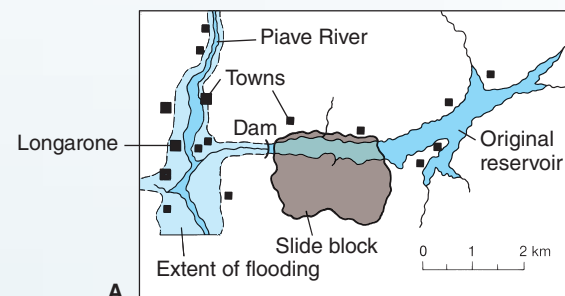 Piave River
Towns
Longarone
Dam
Original
reservoir
Slide block
Extent of flooding
0 1 2 km
A